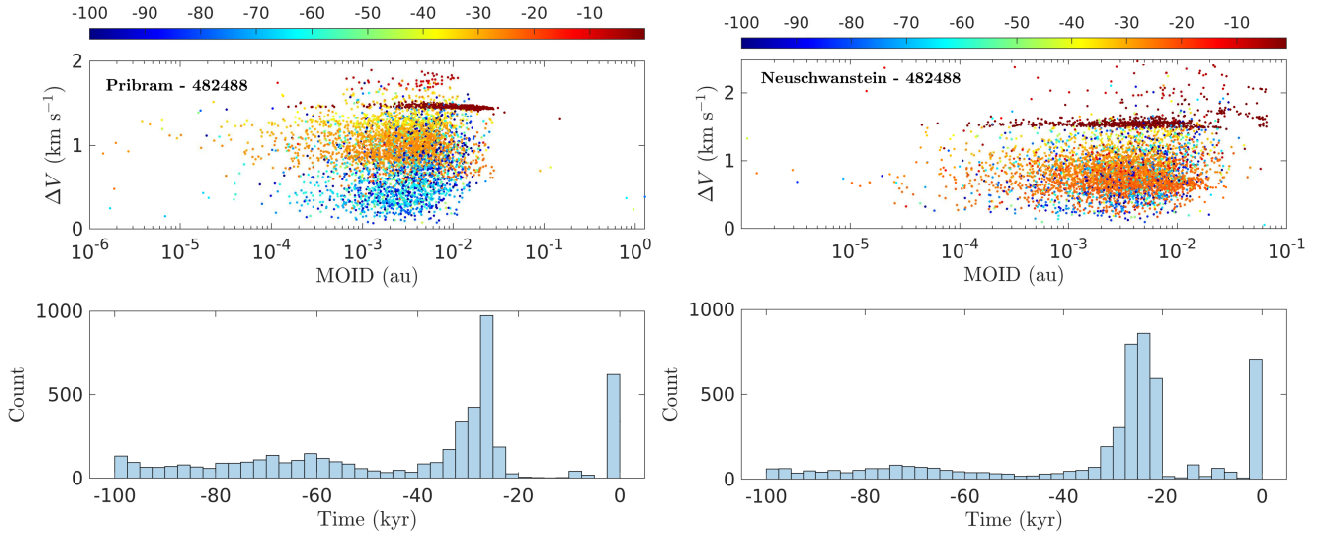 -100 -90 -80 -70 -60 -50 -40 -30 -20 -10
2
Pribram - 482488
1
0
ΔV (km s⁻¹)
10⁻⁶ 10⁻⁵ 10⁻⁴ 10⁻³ 10⁻² 10⁻¹ 10⁰
MOID (au)
1000
500
0
Count
-100 -80 -60 -40 -20 0
Time (kyr)
-100 -90 -80 -70 -60 -50 -40 -30 -20 -10
Neuschwanstein - 482488
2
1
0
ΔV (km s⁻¹)
10⁻⁵ 10⁻⁴ 10⁻³ 10⁻² 10⁻¹
MOID (au)
1000
500
0
Count
-100 -80 -60 -40 -20 0
Time (kyr)